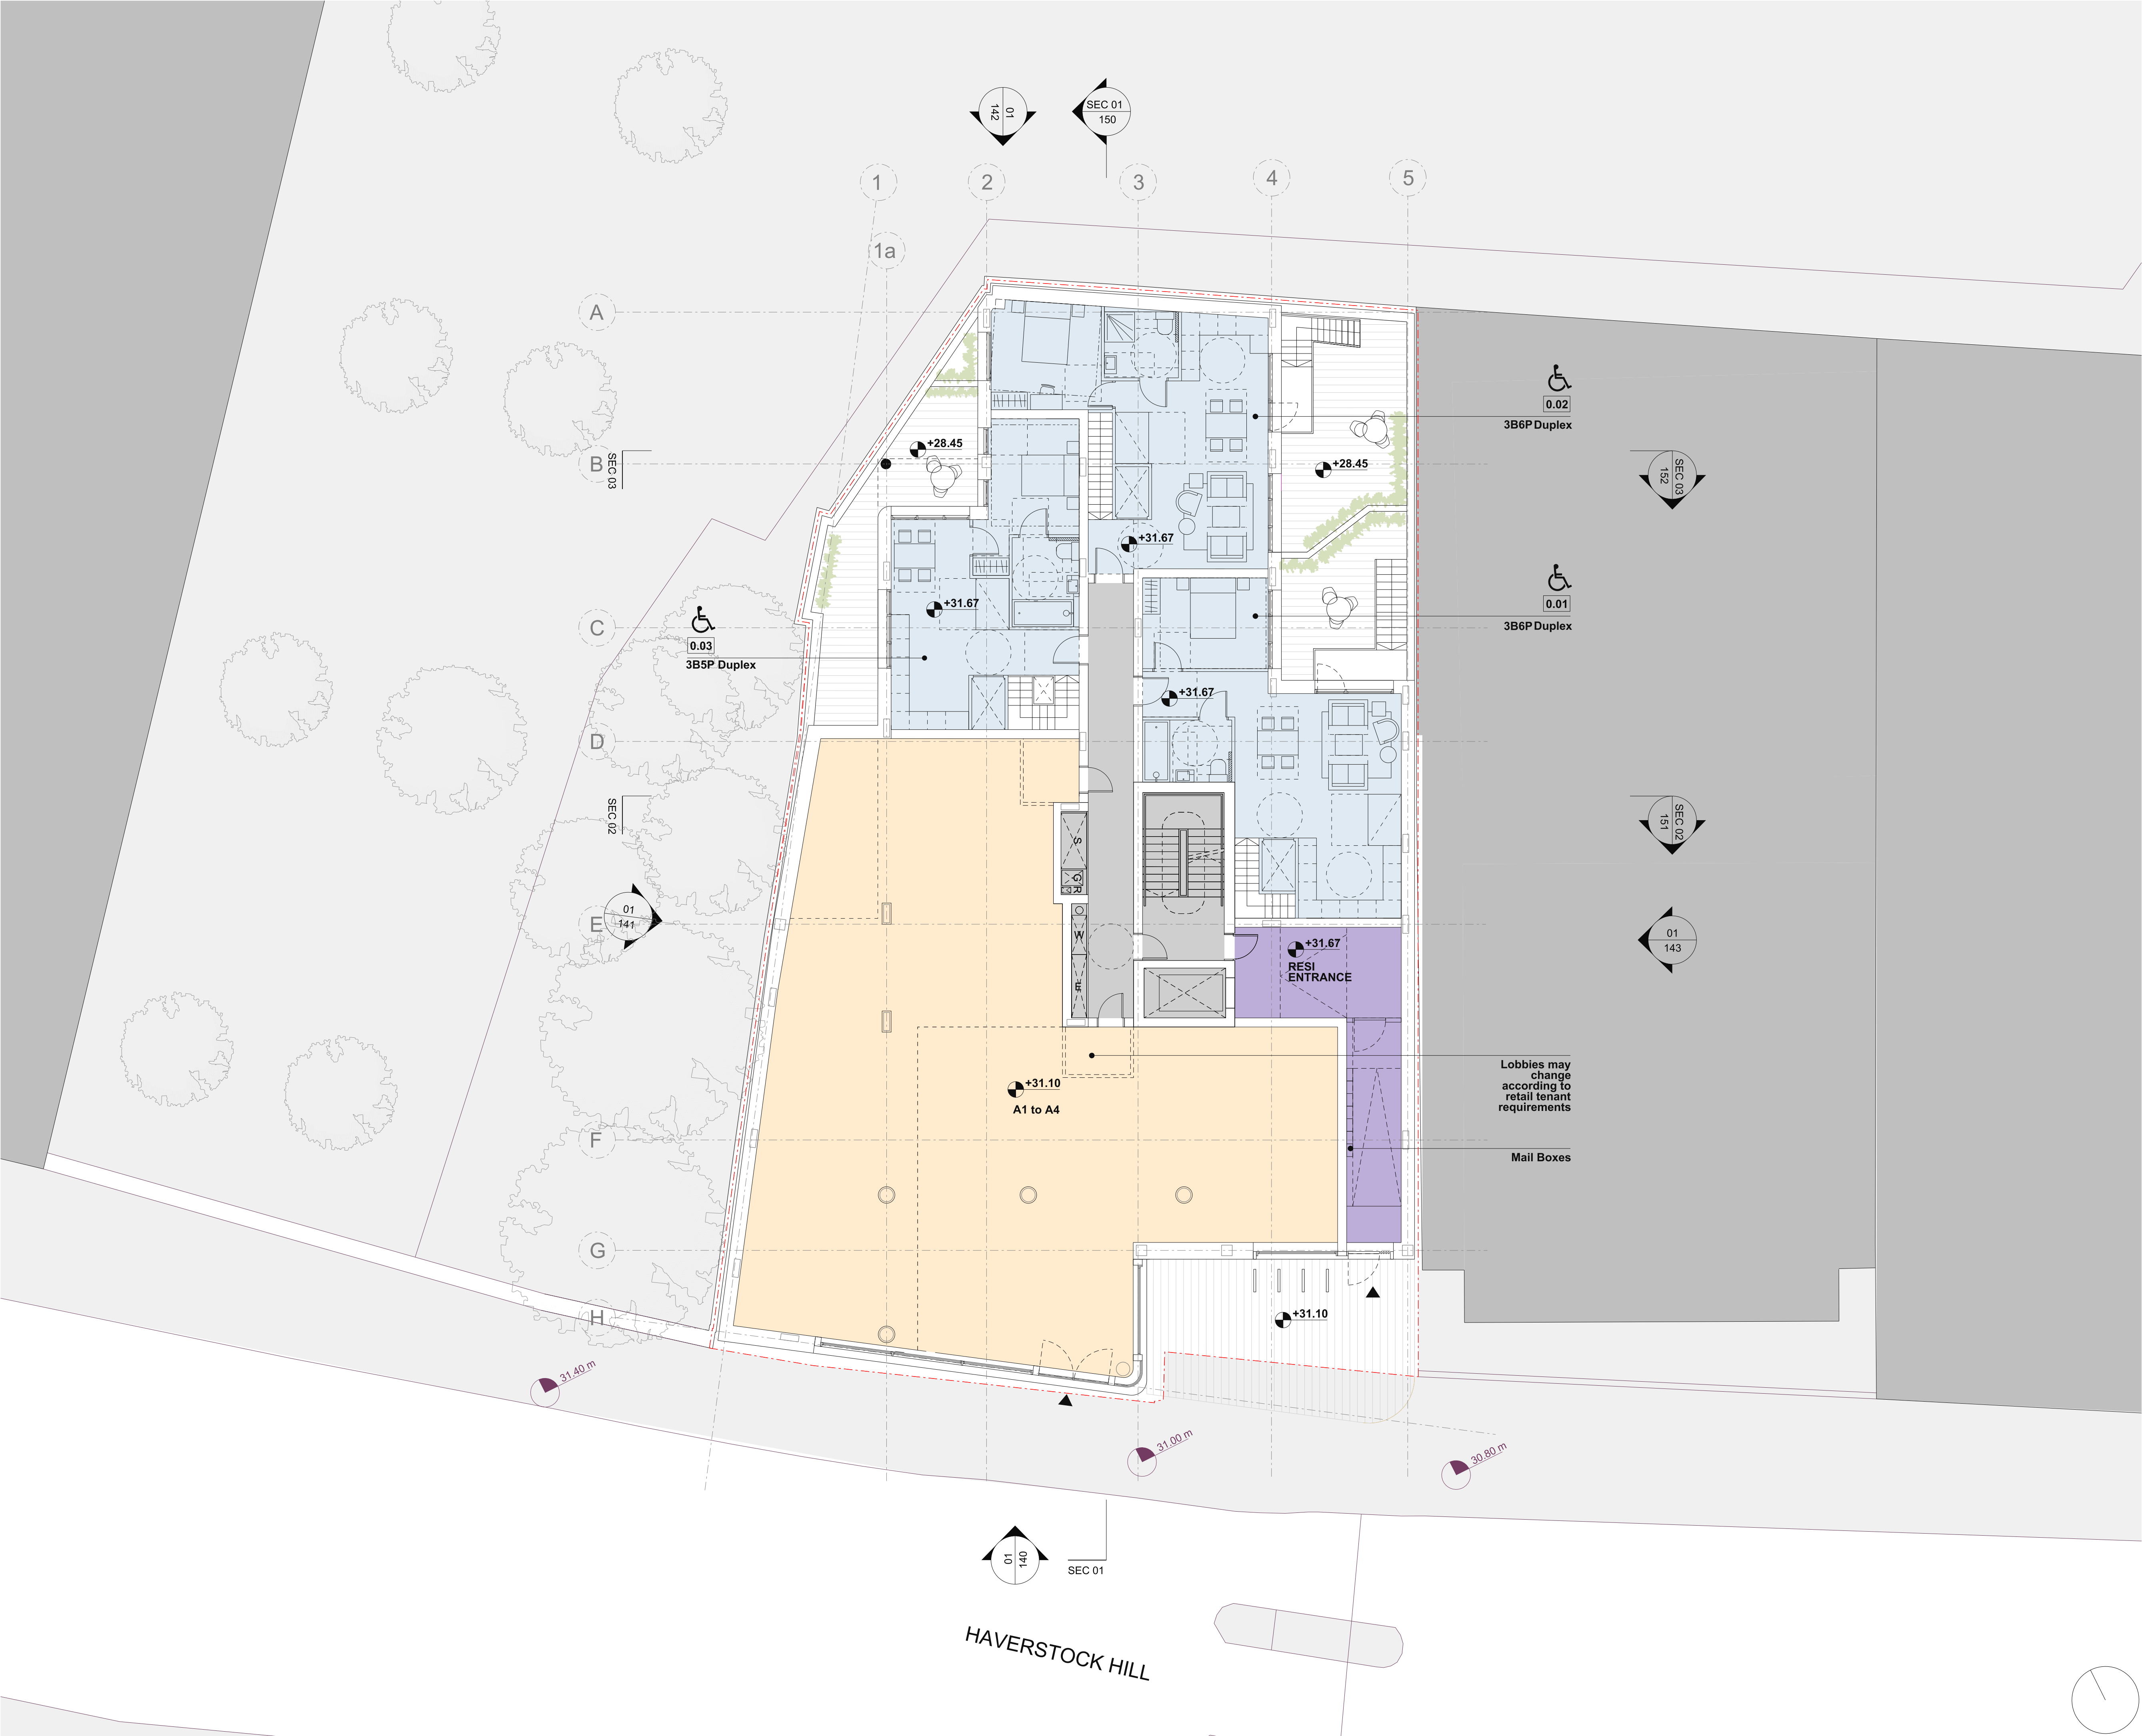 01
142
SEC 01
150
1
2
3
4
5
1a
A
0.02
3B6P Duplex
+28.45
B
SEC 03
+28.45
SEC 03
152
+31.67
0.01
3B6P Duplex
+31.67
C
0.03
3B5P Duplex
+31.67
D
SEC 02
SEC 02
151
S
G
R
01
141
E
W
+31.67
RESI
ENTRANCE
01
143
Lobbies may
change
according to
retail tenant
requirements
+31.10
A1 to A4
F
Mail Boxes
G
H
+31.10
31.40 m
31.00 m
30.80 m
01
140
SEC 01
HAVERSTOCK HILL